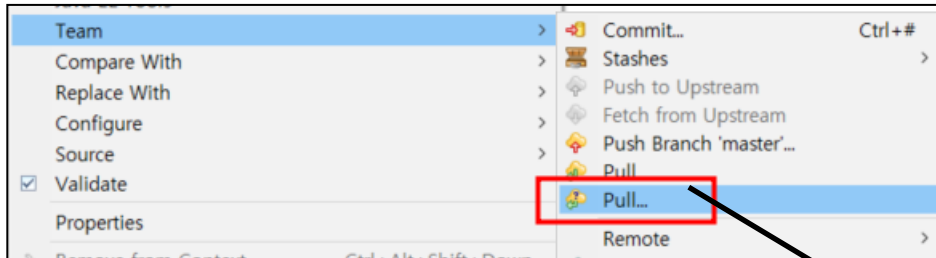 Team
Compare With
Replace With
Configure
Source
Validate
Properties
Commit... Ctrl+#
Stashes
Push to Upstream
Fetch from Upstream
Push Branch 'master'...
Pull
Pull...
Remote